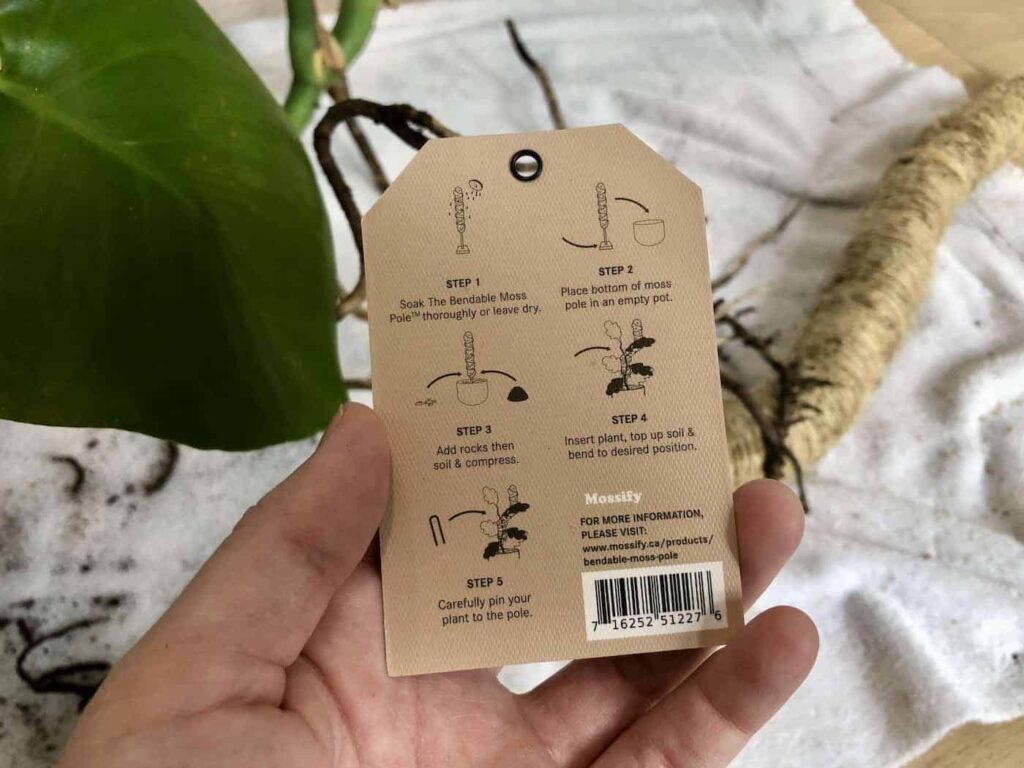 STEP 1
Soak The Bendable Moss
Pole™ thoroughly or leave dry.
STEP 2
Place bottom of moss
pole in an empty pot.
STEP 3
Add rocks then
soil & compress.
STEP 4
Insert plant, top up soil &
bend to desired position.
STEP 5
Carefully pin your
plant to the pole.
Mossify
FOR MORE INFORMATION,
PLEASE VISIT:
www.mossify.ca/products/
bendable-moss-pole
7 16252 51227 6